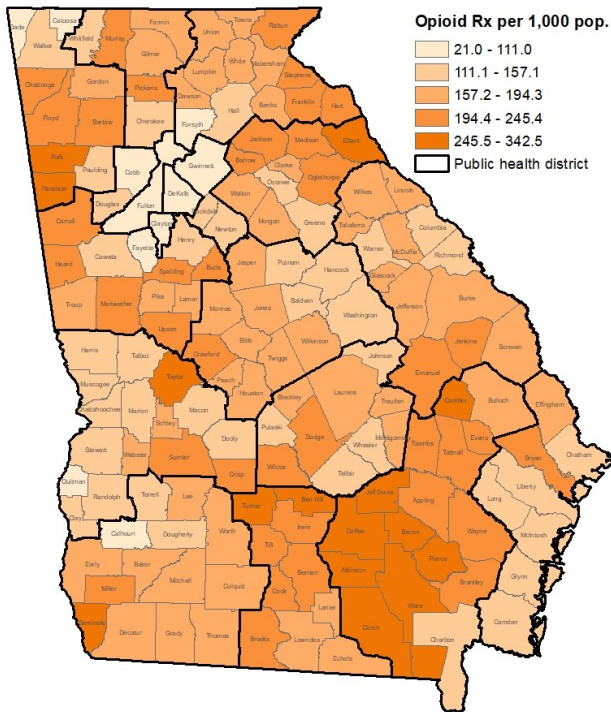 Opioid Rx per 1,000 pop.
21.0 - 111.0
111.1 - 157.1
157.2 - 194.3
194.4 - 245.4
245.5 - 342.5
Public health district
Catoosa
Fannin
Towns
Rabun
Walker
Whitfield
Murray
Union
Gilmer
White
Habersham
Lumpkin
Stephens
Chattooga
Gordon
Pickens
Dawson
Banks
Franklin
Hart
Hall
Floyd
Bartow
Cherokee
Forsyth
Jackson
Madison
Elbert
Polk
Paulding
Cobb
Gwinnett
Barrow
Clarke
Oglethorpe
Oconee
Wilkes
Lincoln
Haralson
Douglas
Fulton
DeKalb
Walton
Morgan
Greene
Taliaferro
Columbia
Carroll
Clayton
Rockdale
Newton
McDuffie
Warren
Richmond
Fayette
Henry
Heard
Coweta
Spalding
Butts
Jasper
Putnam
Hancock
Glascock
Troup
Meriwether
Pike
Lamar
Monroe
Jones
Baldwin
Washington
Jefferson
Burke
Upson
Bibb
Wilkinson
Jenkins
Screven
Harris
Talbot
Crawford
Twiggs
Johnson
Emanuel
Muscogee
Taylor
Peach
Houston
Bleckley
Laurens
Treutlen
Candler
Bulloch
Effingham
Chattahoochee
Marion
Macon
Schley
Pulaski
Dodge
Wheeler
Montgomery
Toombs
Evans
Tattnall
Bryan
Chatham
Stewart
Webster
Sumter
Dooly
Wilcox
Telfair
Crisp
Quitman
Randolph
Terrell
Lee
Turner
Ben Hill
Jeff Davis
Appling
Liberty
Long
Clay
Calhoun
Dougherty
Worth
Irwin
Tift
Coffee
Bacon
Wayne
McIntosh
Early
Baker
Mitchell
Colquitt
Berrien
Atkinson
Pierce
Miller
Cook
Ware
Brantley
Glynn
Seminole
Decatur
Grady
Thomas
Brooks
Lanier
Lowndes
Clinch
Charlton
Camden
Echols